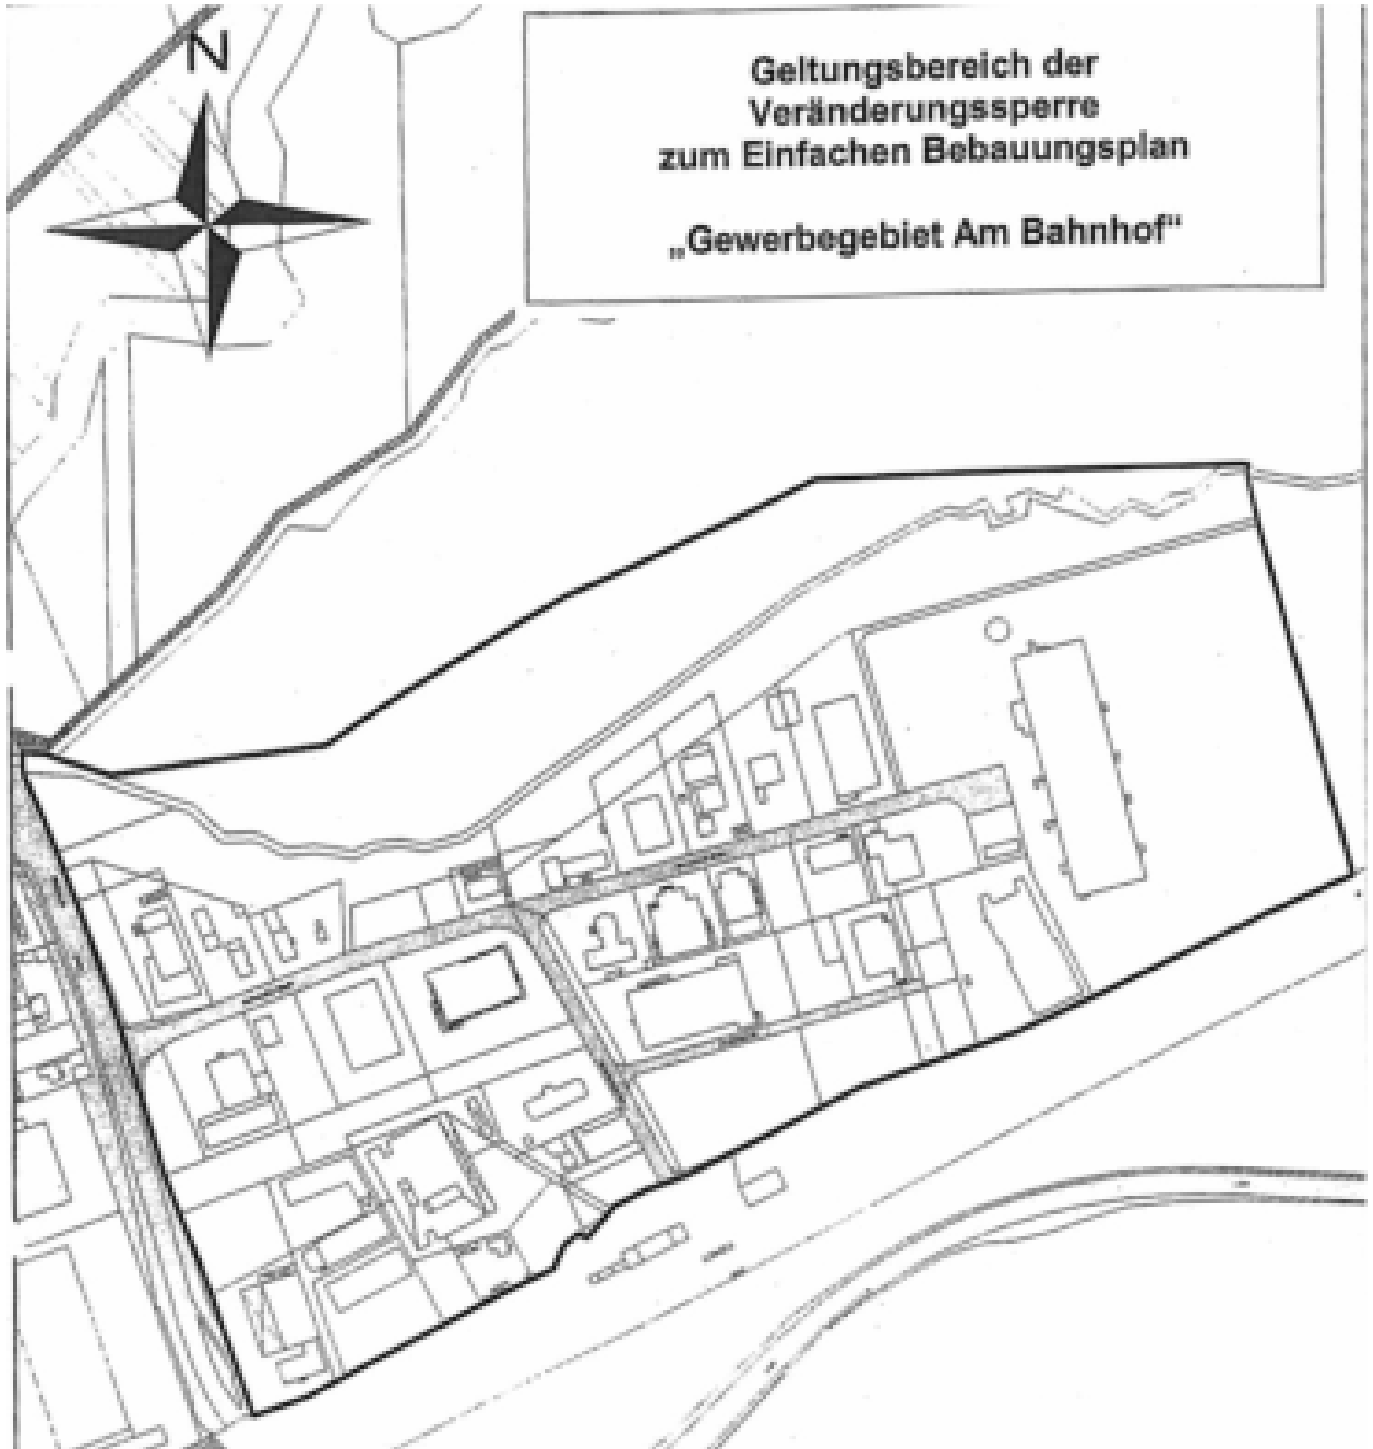 N
Geltungsbereich der
Veränderungssperre
zum Einfachen Bebauungsplan
„Gewerbegebiet Am Bahnhof“